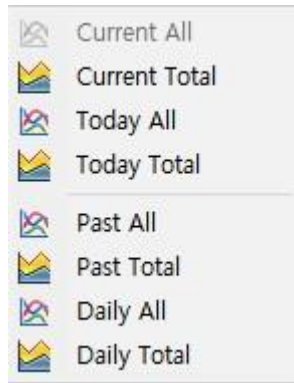 Current All
Current Total
Today All
Today Total
Past All
Past Total
Daily All
Daily Total